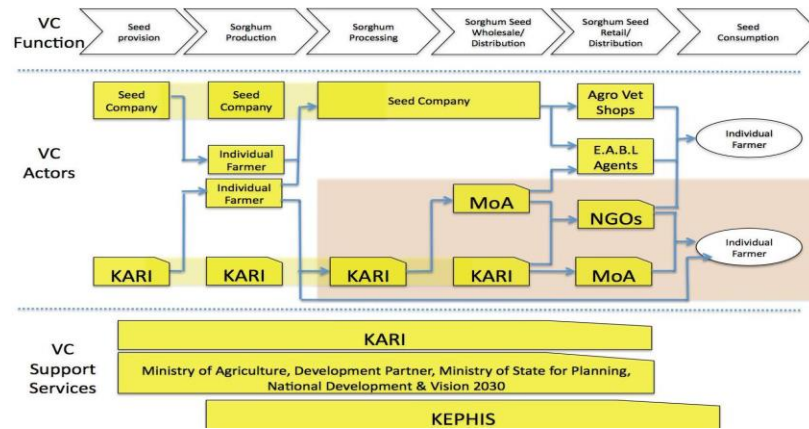 VC
Function
Seed
provision
Sorghum
Production
Sorghum
Processing
Sorghum Seed
Wholesale/
Distribution
Sorghum Seed
Retail/
Distribution
Seed
Consumption
VC
Actors
Seed
Company
Seed
Company
Seed Company
Agro Vet
Shops
Individual
Farmer
E.A.B.L
Agents
Individual
Farmer
Individual
Farmer
MoA
NGOs
Individual
Farmer
KARI
KARI
KARI
KARI
MoA
VC
Support
Services
KARI
Ministry of Agriculture, Development Partner, Ministry of State for Planning,
National Development & Vision 2030
KEPHIS